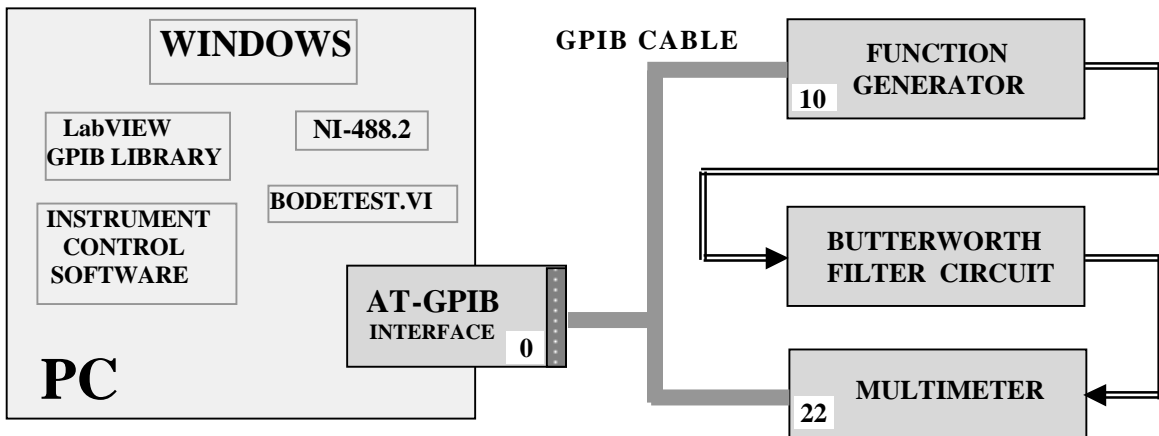 WINDOWS
LabVIEW
GPIB LIBRARY
NI-488.2
BODETEST.VI
INSTRUMENT
CONTROL
SOFTWARE
AT-GPIB
INTERFACE
0
PC
GPIB CABLE
FUNCTION
GENERATOR
10
BUTTERWORTH
FILTER CIRCUIT
MULTIMETER
22